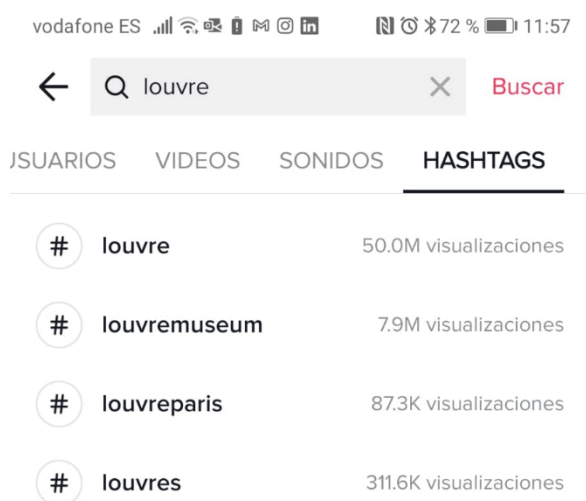 vodafone ES 72 % 11:57
louvre Buscar
USUARIOS VIDEOS SONIDOS HASHTAGS
# louvre 50.0M visualizaciones
# louvremuseum 7.9M visualizaciones
# louvreparis 87.3K visualizaciones
# louvres 311.6K visualizaciones